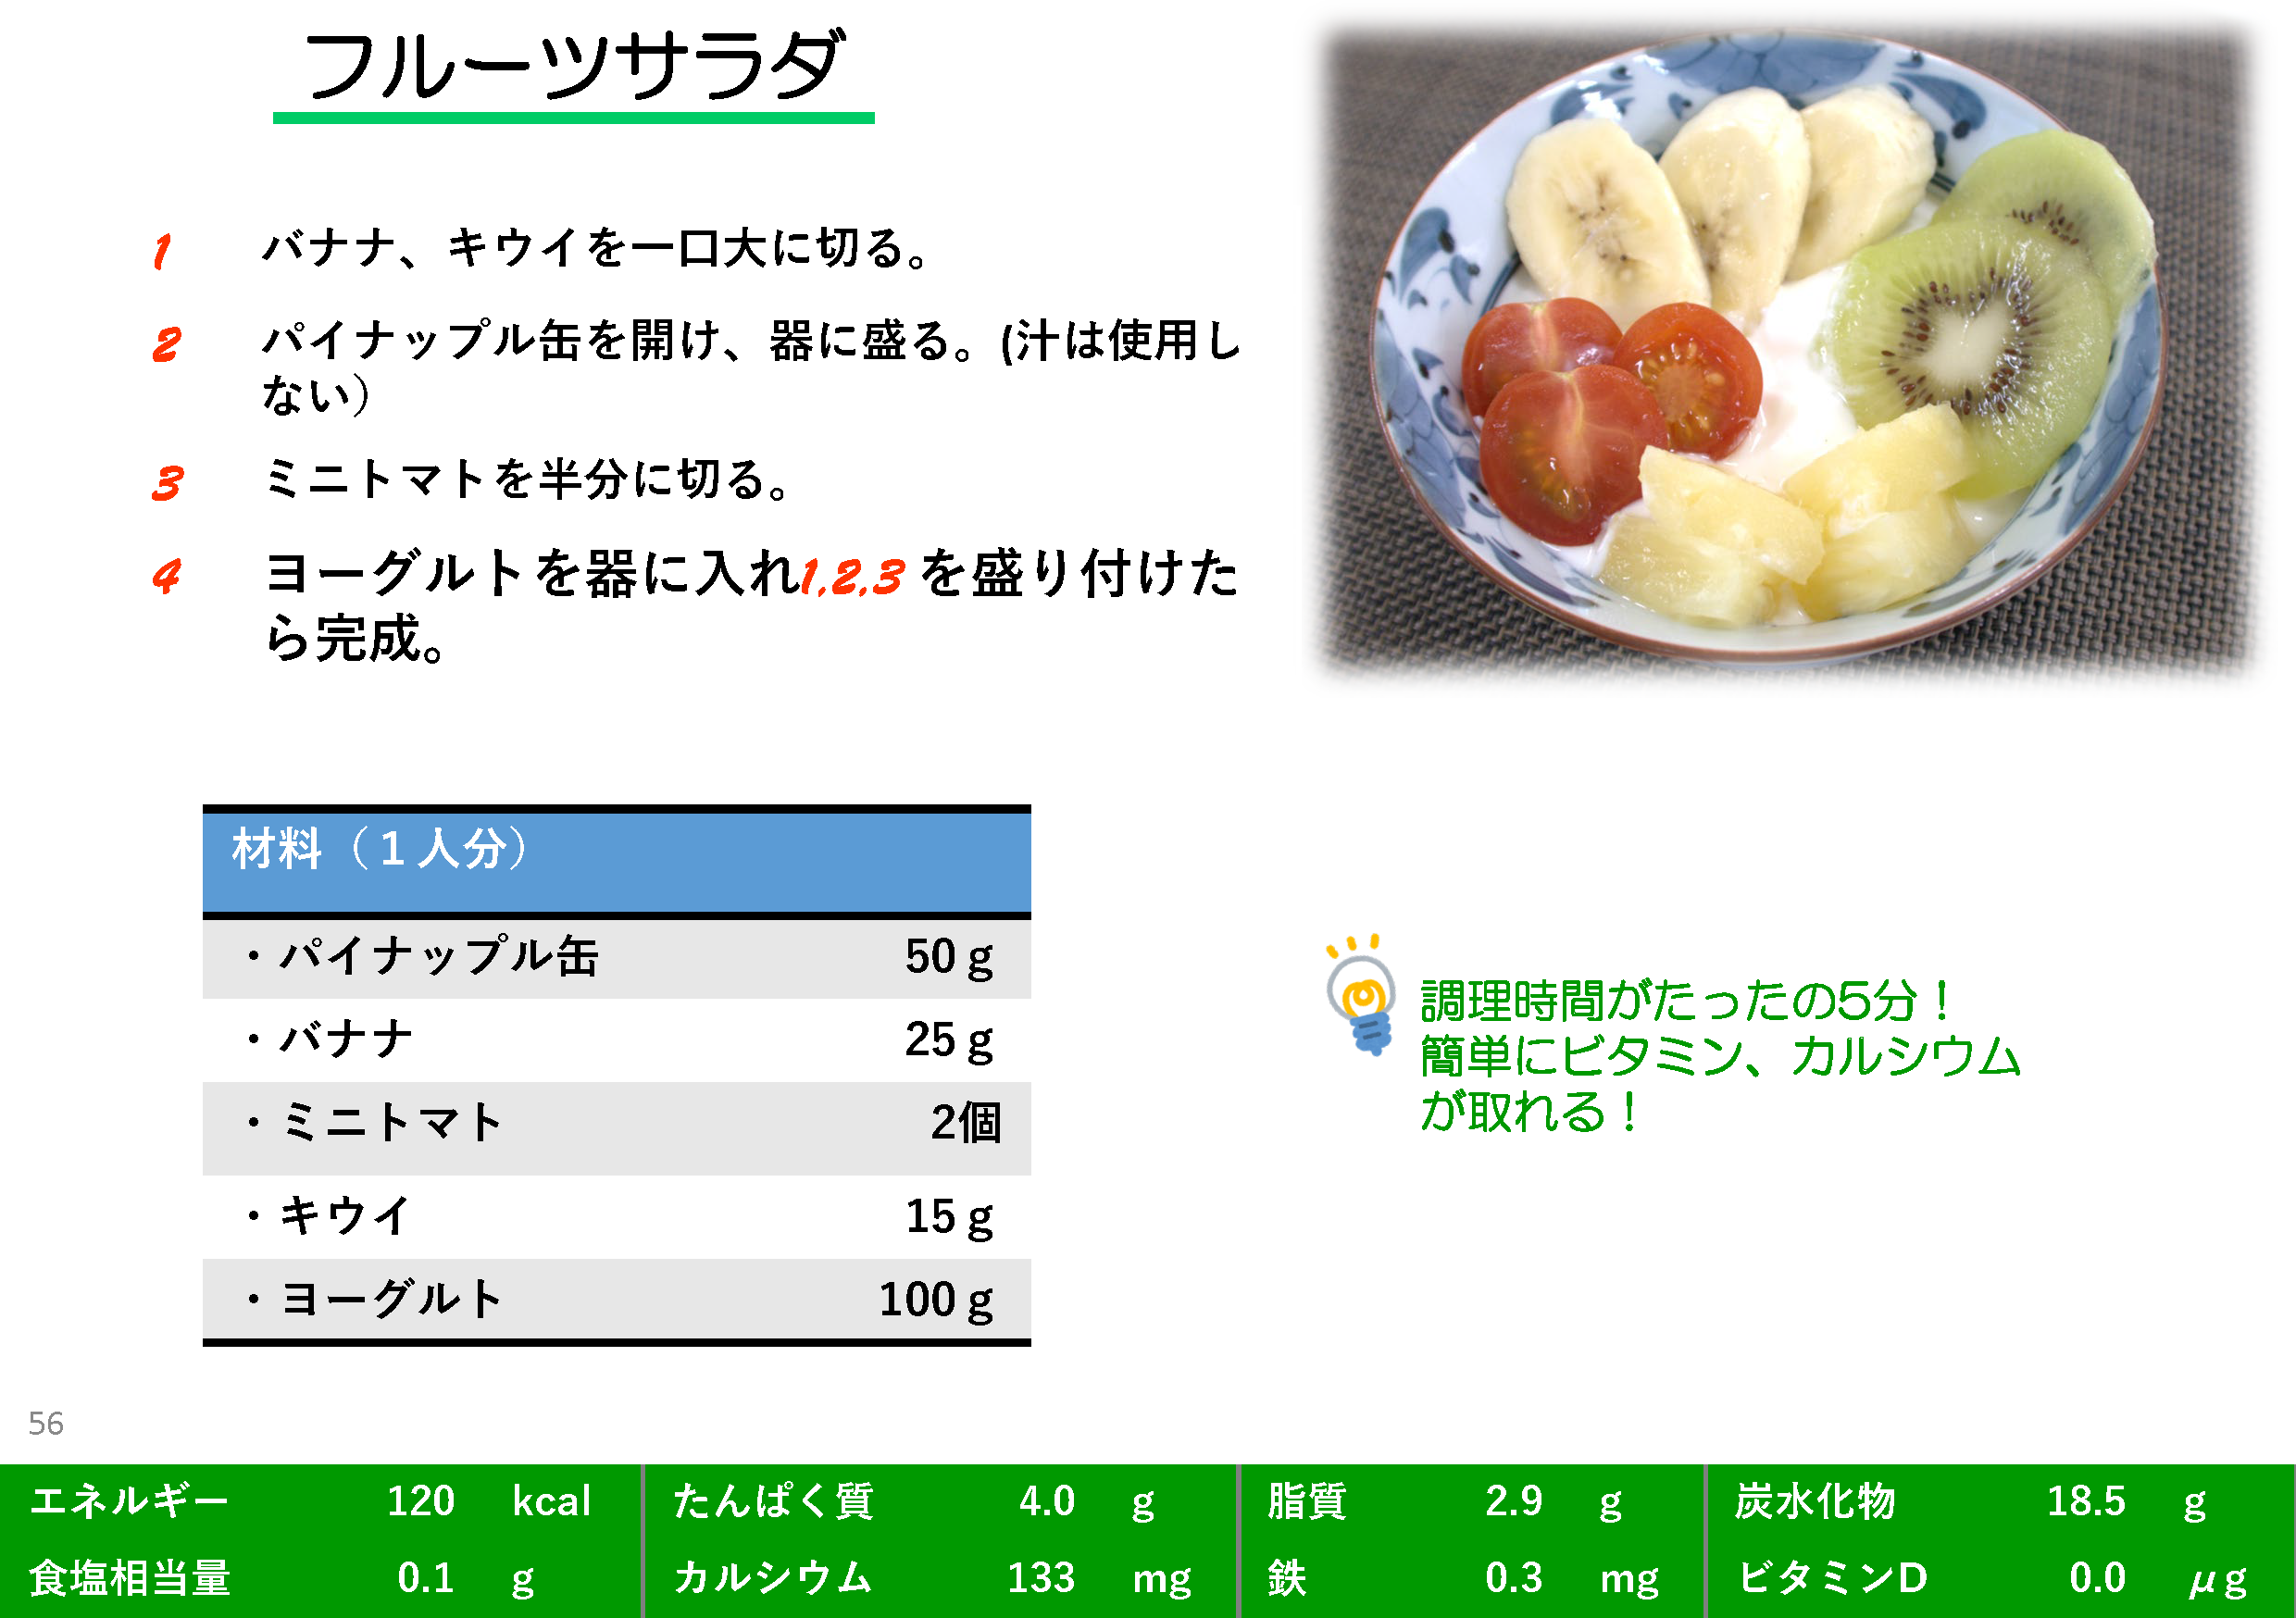 フルーツサラダ
1 バナナ、キウイを一口大に切る。
2 パイナップル缶を開け、器に盛る。(汁は使用し
ない）
3 ミニトマトを半分に切る。
4 ヨーグルトを器に入れ1,2,3 を盛り付けた
ら完成。
材料（１人分）
・パイナップル缶 50ｇ
・バナナ 25ｇ
・ミニトマト 2個
・キウイ 15ｇ
・ヨーグルト 100ｇ
調理時間がたったの5分！
簡単にビタミン、カルシウム
が取れる！
56
エネルギー 120 kcal たんぱく質 4.0 g 脂質 2.9 g 炭水化物 18.5 g
食塩相当量 0.1 g カルシウム 133 mg 鉄 0.3 mg ビタミンD 0.0 μg